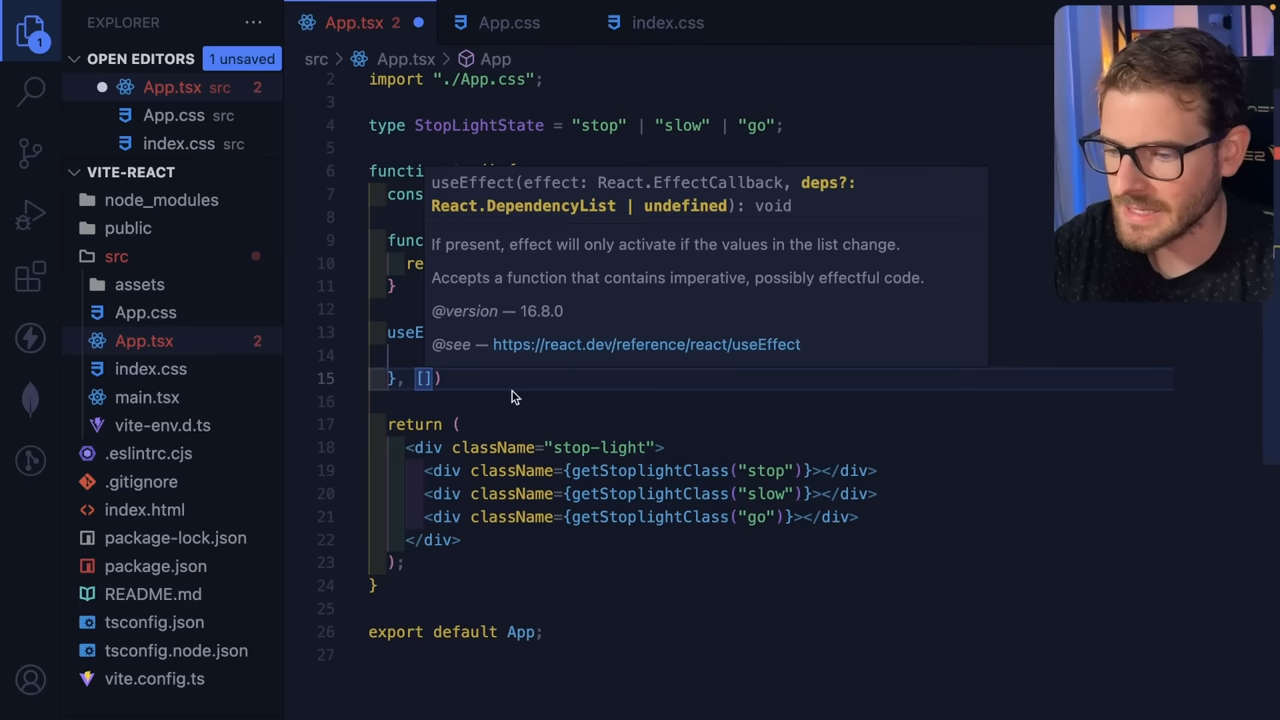 EXPLORER
OPEN EDITORS 1 unsaved
App.tsx src 2
App.css src
index.css src
VITE-REACT
node_modules
public
src
assets
App.css
App.tsx 2
index.css
main.tsx
vite-env.d.ts
.eslintrc.cjs
.gitignore
index.html
package-lock.json
package.json
README.md
tsconfig.json
tsconfig.node.json
vite.config.ts
1
App.tsx 2
App.css
index.css
src > App.tsx > App
2 import "./App.css";
3
4 type StopLightState = "stop" | "slow" | "go";
5
6 functi
7 cons
8
9 func
10 re
11 }
12
13 useE
14
15 }, [])
16
17 return (
18 <div className="stop-light">
19 <div className={getStoplightClass("stop")}></div>
20 <div className={getStoplightClass("slow")}></div>
21 <div className={getStoplightClass("go")}></div>
22 </div>
23 );
24 }
25
26 export default App;
27
useEffect(effect: React.EffectCallback, deps?:
React.DependencyList | undefined): void
If present, effect will only activate if the values in the list change.
Accepts a function that contains imperative, possibly effectful code.
@version — 16.8.0
@see — https://react.dev/reference/react/useEffect